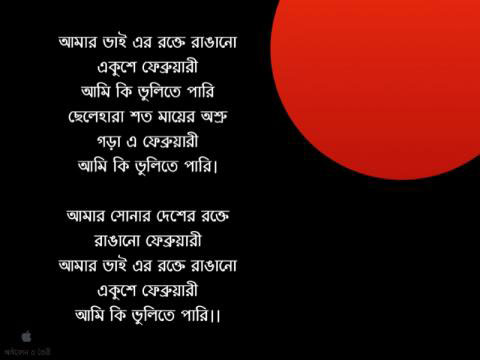 আমার ভাই এর রক্তে রাঙানো
একুশে ফেব্রুয়ারী
আমি কি ভুলিতে পারি
ছেলেহারা শত মায়ের অশ্রু
গড়া এ ফেব্রুয়ারী
আমি কি ভুলিতে পারি।
আমার সোনার দেশের রক্তে
রাঙানো ফেব্রুয়ারী
আমার ভাই এর রক্তে রাঙানো
একুশে ফেব্রুয়ারী
আমি কি ভুলিতে পারি।।